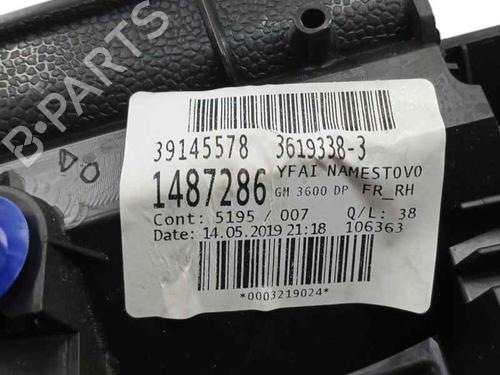 39145578 3619338-3
1487286 YFAI NAMESTOVO
GM 3600 DP FR_RH
Cont: 5195 / 007 Q/L: 38
Date: 14.05.2019 21:18 106363
*0003219024*
DO
B-PARTS